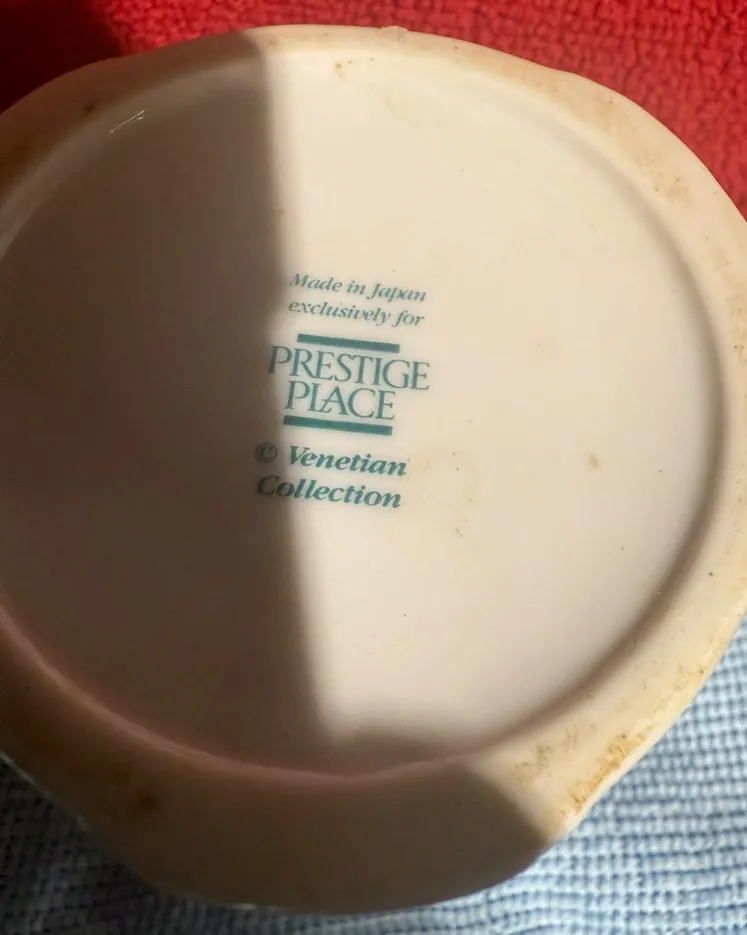 Made in Japan
exclusively for
PRESTIGE
PLACE
© Venetian
Collection